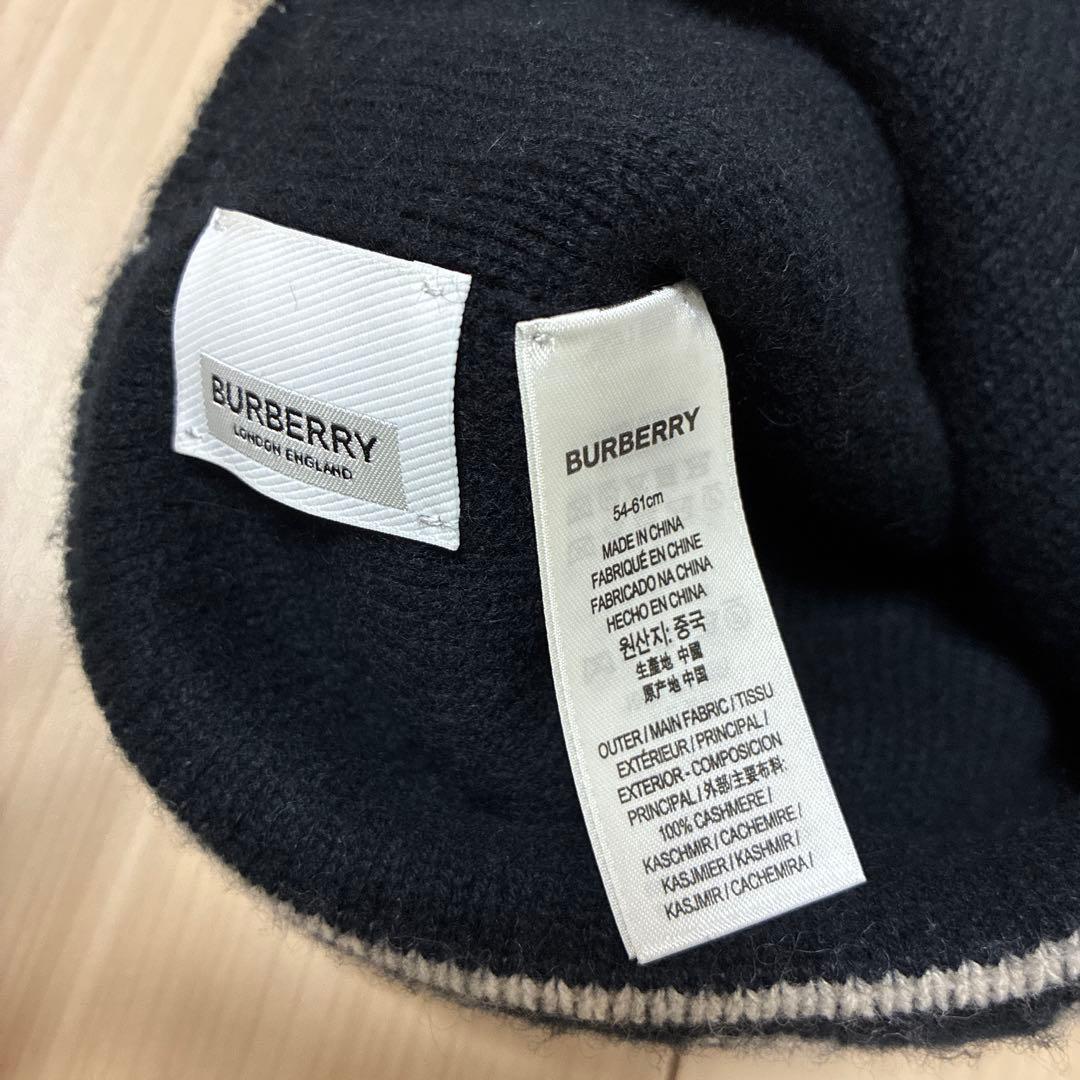 BURBERRY
LONDON ENGLAND
BURBERRY
54-61cm
MADE IN CHINA
FABRIQUÉ EN CHINE
FABRICADO NA CHINA
HECHO EN CHINA
원산지: 중국
生產地 中國
原产地 中国
OUTER / MAIN FABRIC / TISSU
EXTÉRIEUR / PRINCIPAL /
EXTERIOR - COMPOSICION
PRINCIPAL / 外部/主要布料:
100% CASHMERE /
KASCHMIR / CACHEMIRE /
KASJMIER / KASHMIR /
KASJMIR / CACHEMIRA /